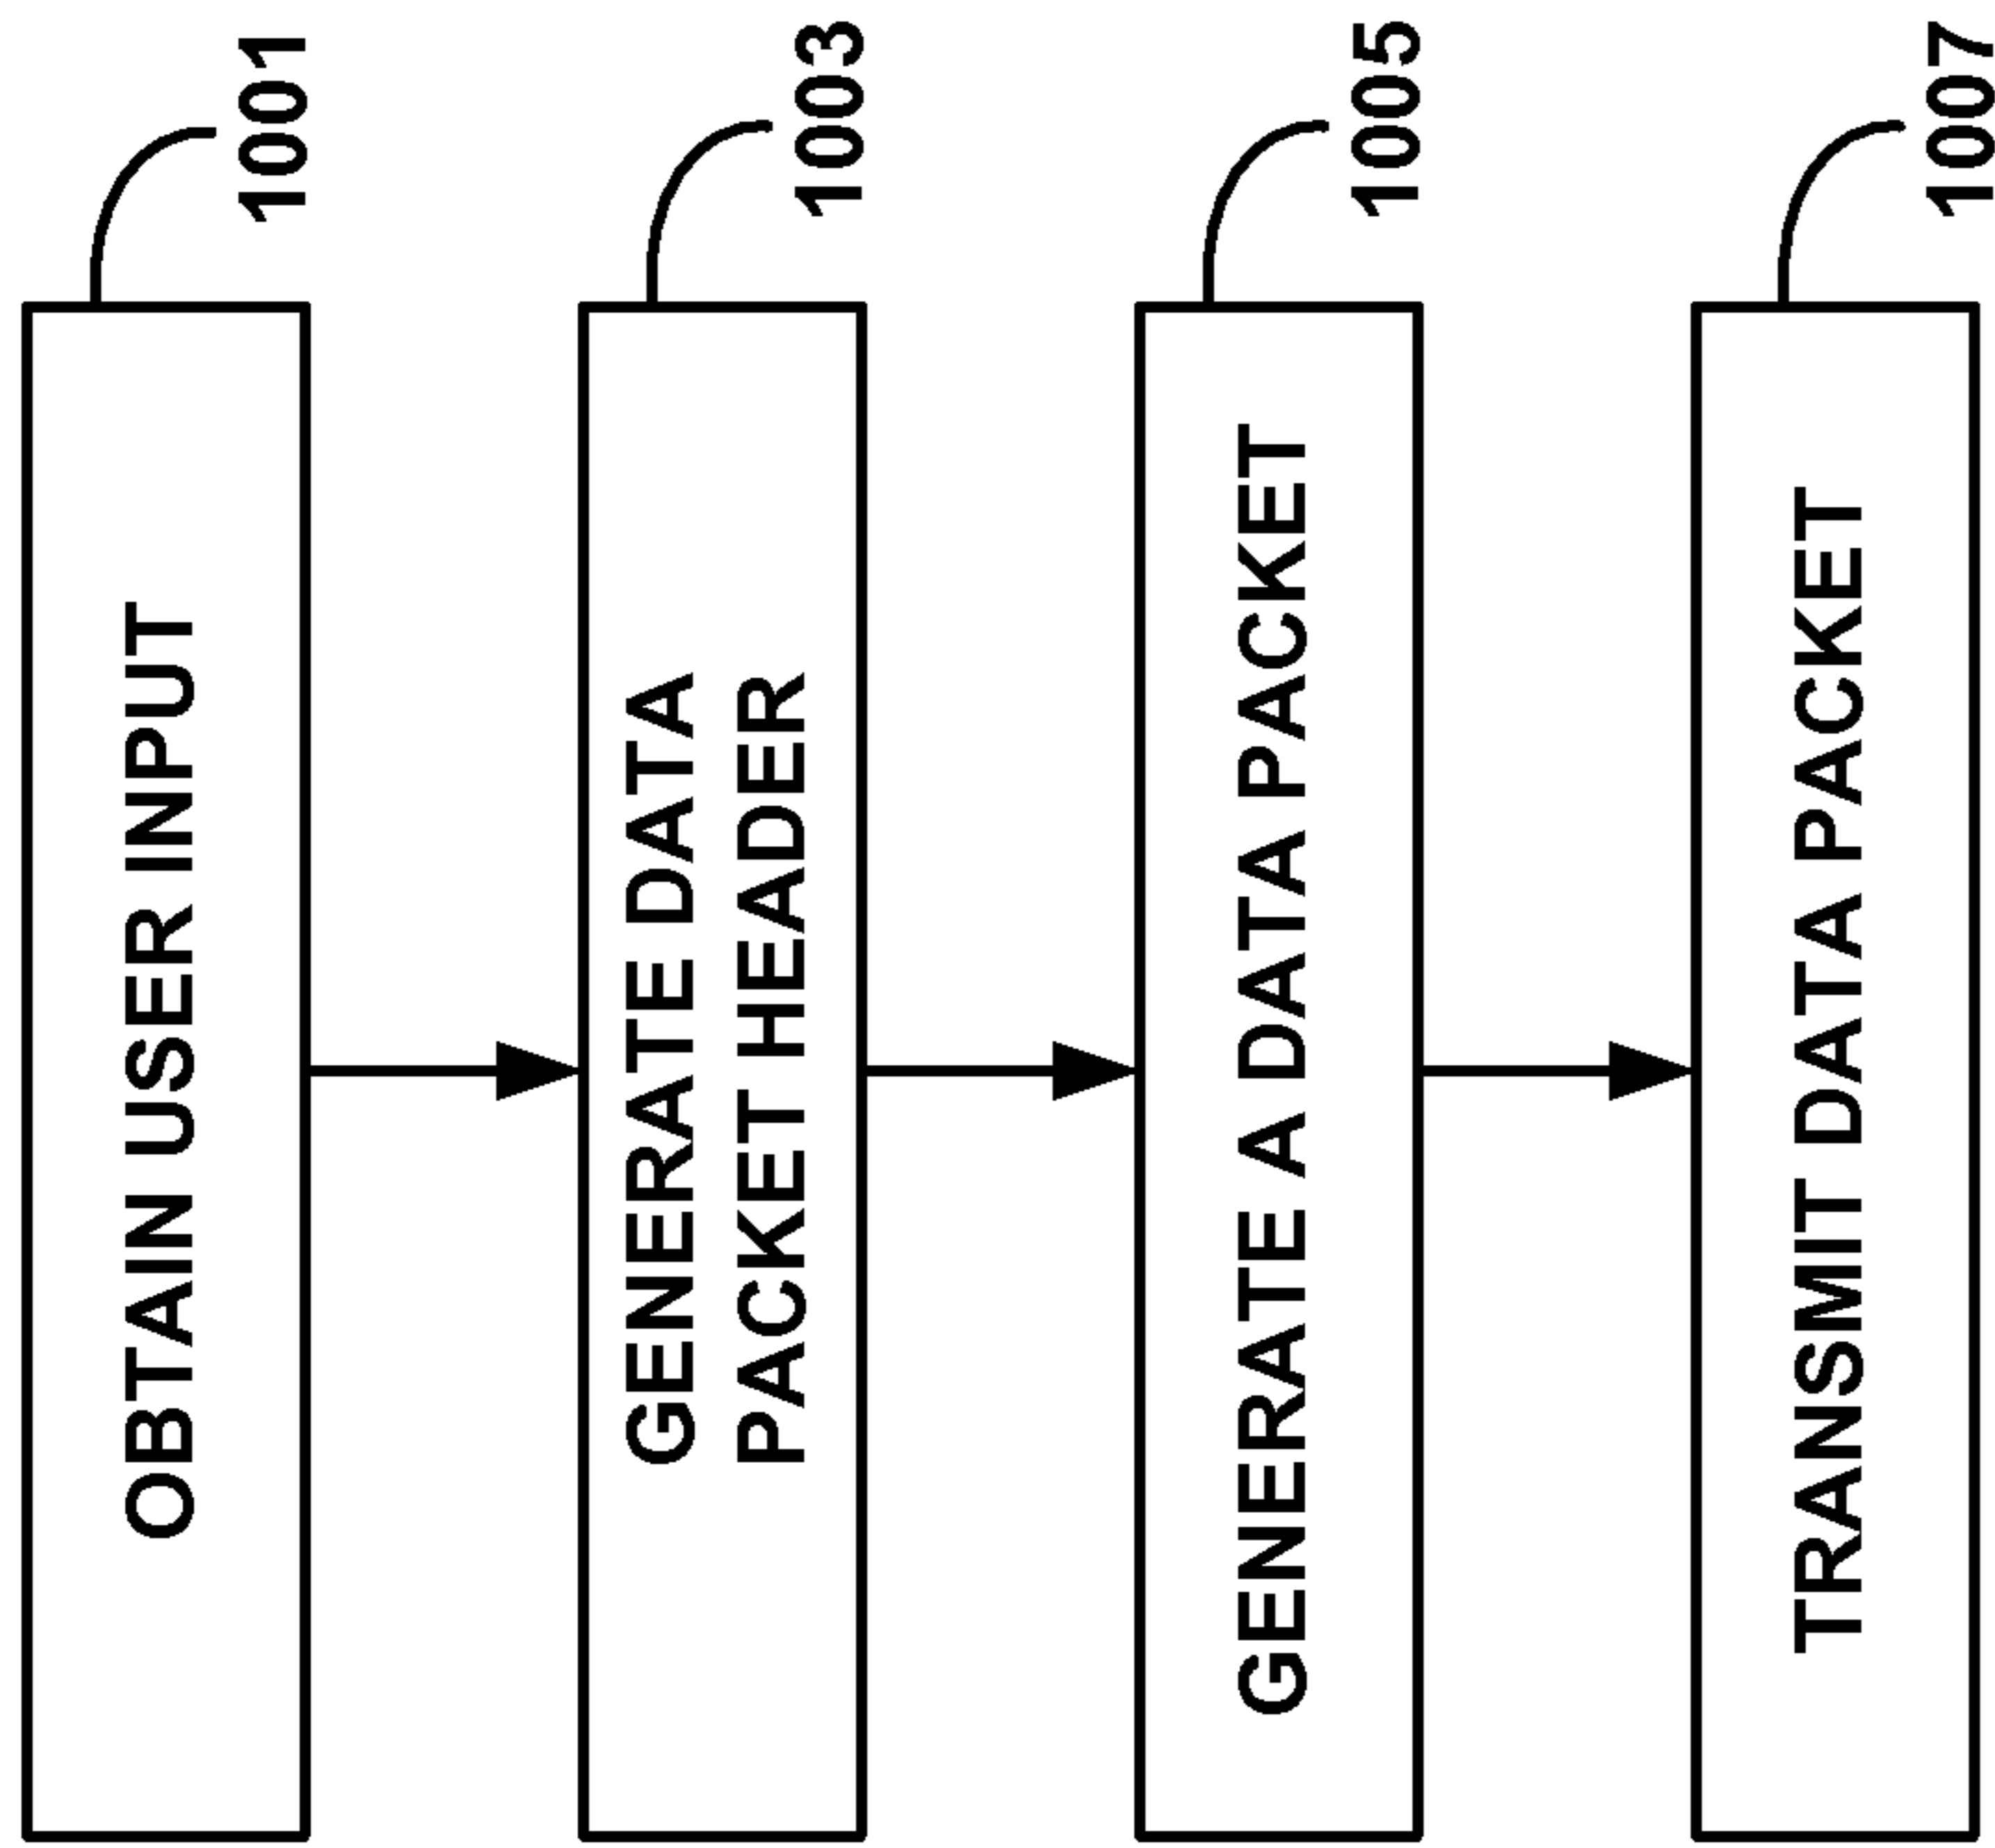 OBTAIN USER INPUT
1001
GENERATE DATA
PACKET HEADER
1003
GENERATE A DATA PACKET
1005
TRANSMIT DATA PACKET
1007